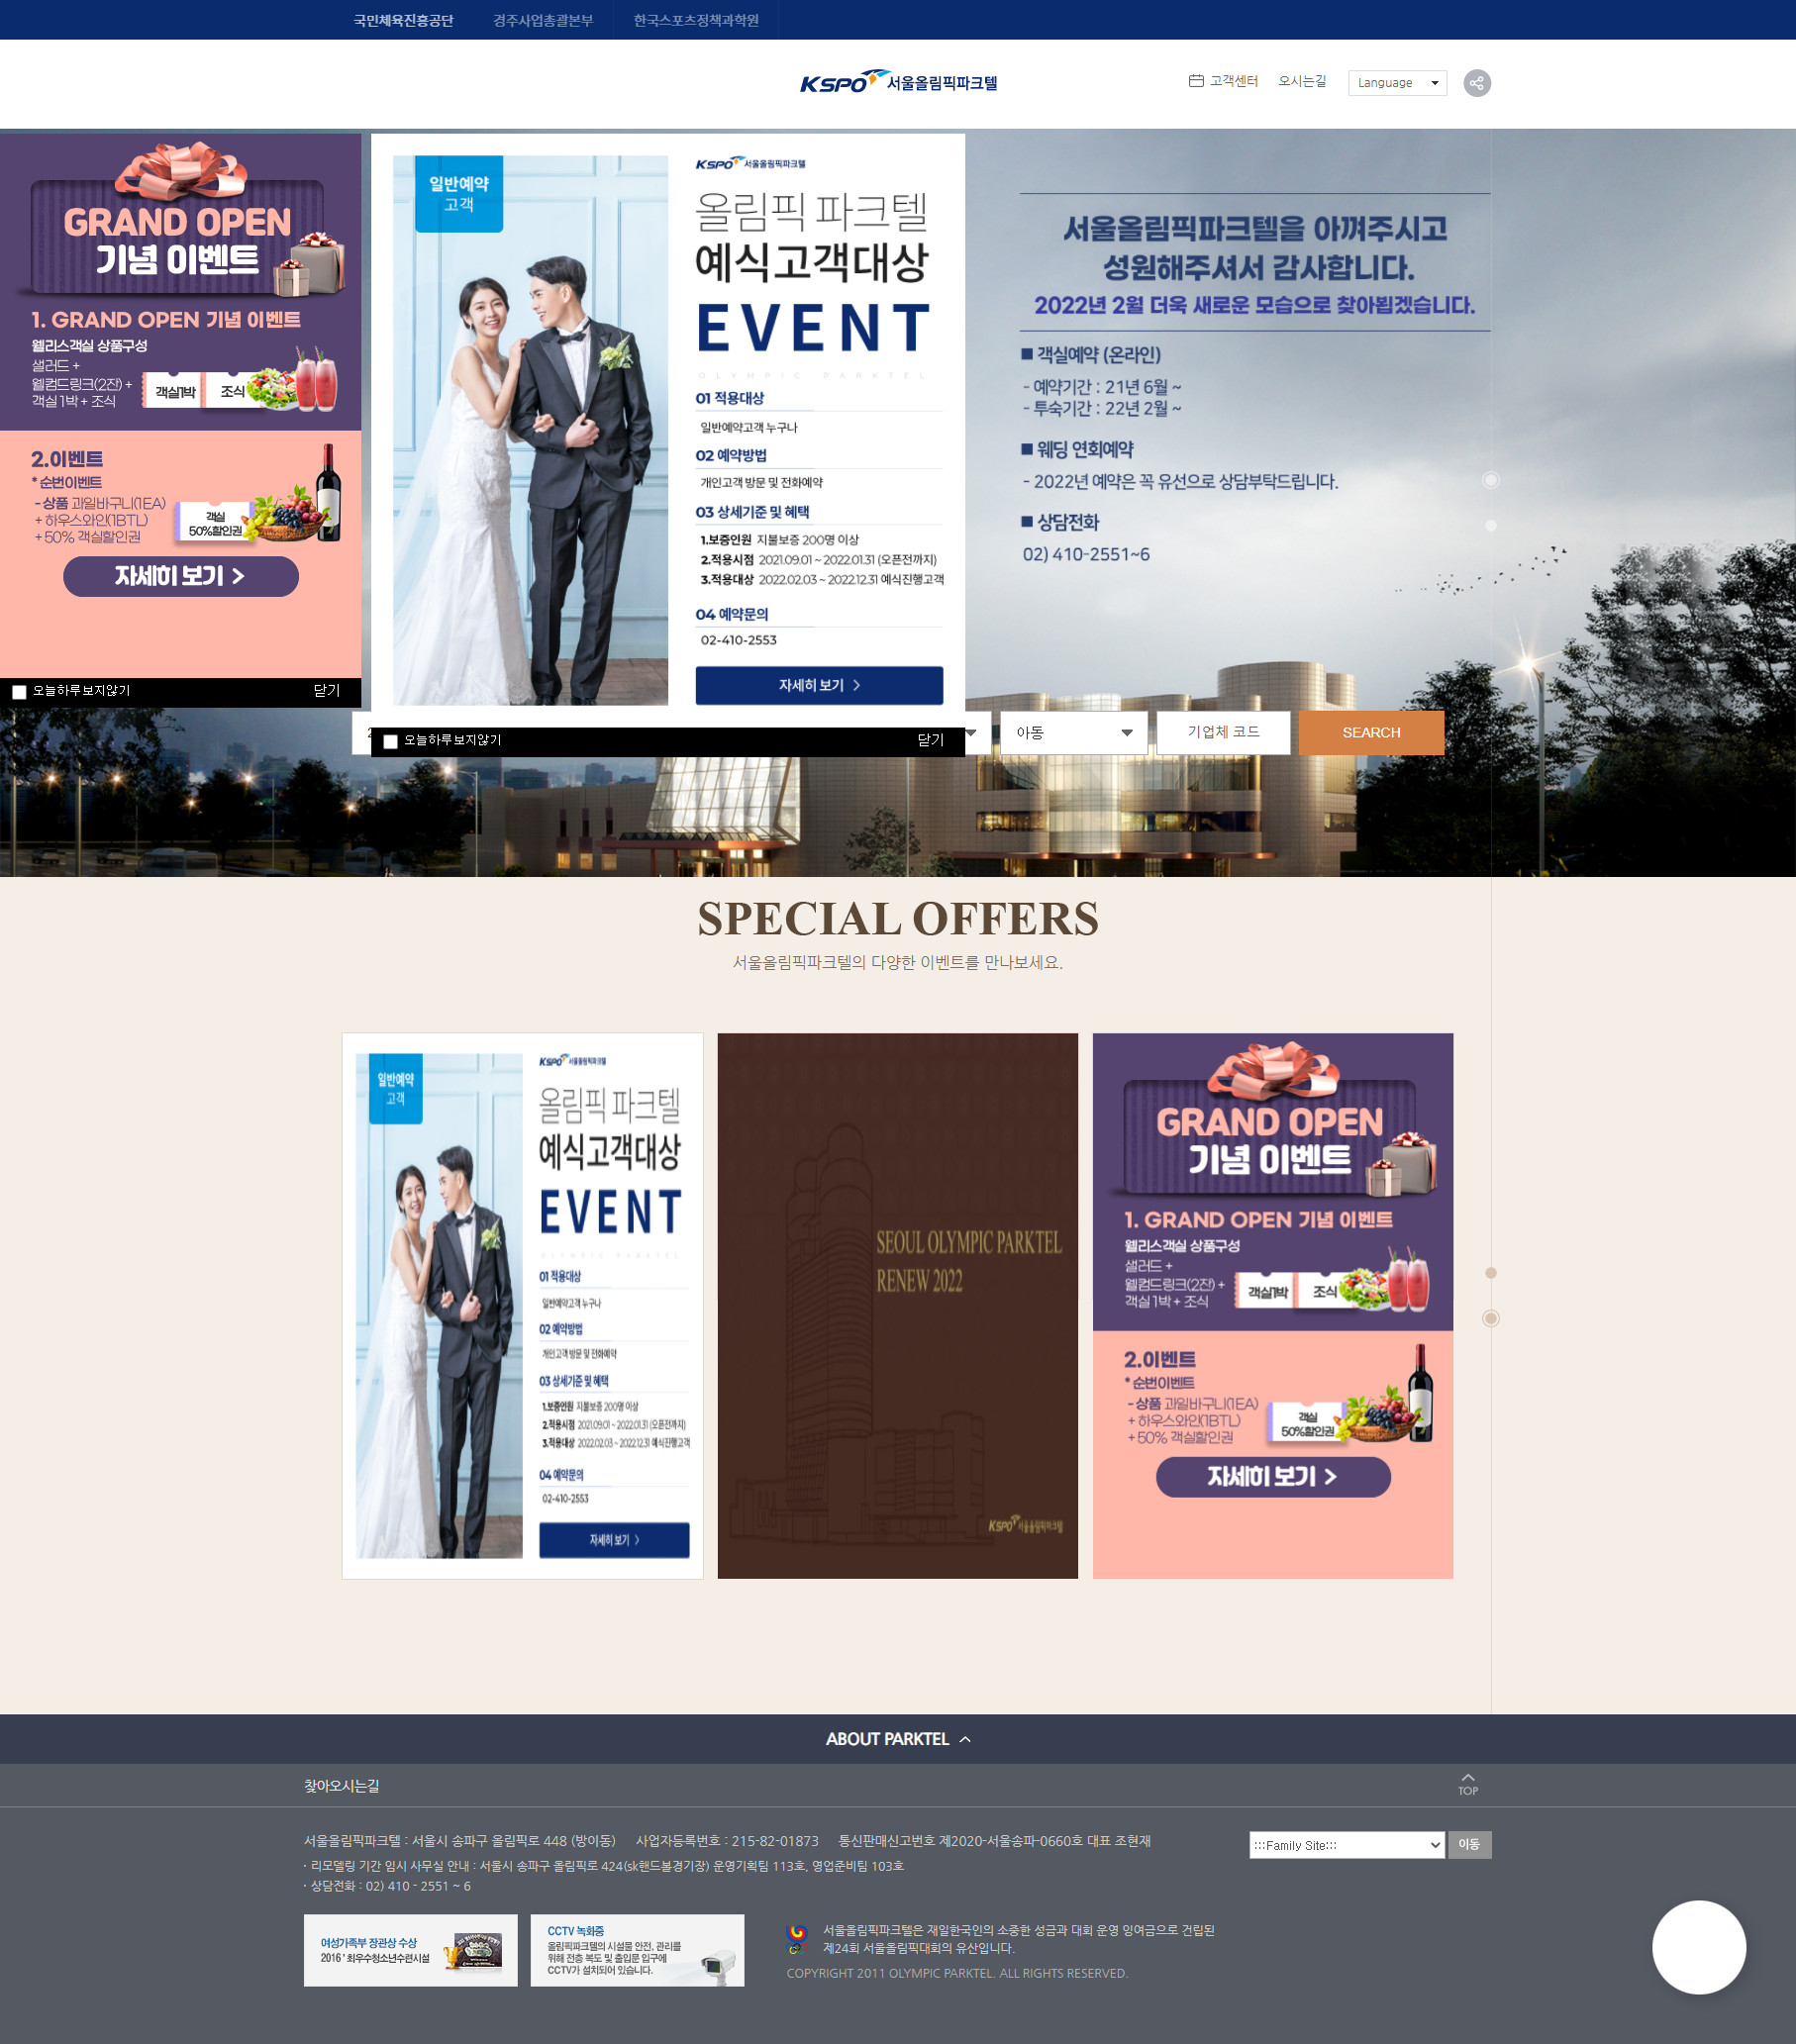 국민체육진흥공단 경주사업총괄본부 한국스포츠정책과학원
KSPO 서울올림픽파크텔
고객센터 오시는길 Language
GRAND OPEN
기념 이벤트
1. GRAND OPEN 기념 이벤트
웰리스객실 상품구성
샐러드 +
웰컴드링크(2잔) +
객실 1박 + 조식
객실1박 조식
2.이벤트
* 순번이벤트
- 상품 과일바구니(1EA)
+ 하우스와인(1BTL)
+ 50% 객실할인권
객실
50%할인권
자세히 보기 >
오늘하루보지않기 닫기
일반예약
고객
KSPO 서울올림픽파크텔
올림픽 파크텔
예식고객대상
EVENT
OLYMPIC PARKTEL
01 적용대상
일반예약고객 누구나
02 예약방법
개인고객 방문 및 전화예약
03 상세기준 및 혜택
1.보증인원 지불보증 200명 이상
2.적용시점 2021.09.01 ~ 2022.01.31 (오픈전까지)
3.적용대상 2022.02.03 ~ 2022.12.31 예식진행고객
04 예약문의
02-410-2553
자세히 보기 >
오늘하루보지않기 닫기
서울올림픽파크텔을 아껴주시고
성원해주셔서 감사합니다.
2022년 2월 더욱 새로운 모습으로 찾아뵙겠습니다.
■ 객실예약 (온라인)
- 예약기간 : 21년 6월 ~
- 투숙기간 : 22년 2월 ~
■ 웨딩 연회예약
- 2022년 예약은 꼭 유선으로 상담부탁드립니다.
■ 상담전화
02) 410-2551~6
아동 기업체 코드 SEARCH
SPECIAL OFFERS
서울올림픽파크텔의 다양한 이벤트를 만나보세요.
일반예약
고객
KSPO 서울올림픽파크텔
올림픽 파크텔
예식고객대상
EVENT
OLYMPIC PARKTEL
01 적용대상
일반예약고객 누구나
02 예약방법
개인고객 방문 및 전화예약
03 상세기준 및 혜택
1.보증인원 지불보증 200명 이상
2.적용시점 2021.09.01 ~ 2022.01.31 (오픈전까지)
3.적용대상 2022.02.03 ~ 2022.12.31 예식진행고객
04 예약문의
02-410-2553
자세히 보기 >
SEOUL OLYMPIC PARKTEL
RENEW 2022
KSPO 서울올림픽파크텔
GRAND OPEN
기념 이벤트
1. GRAND OPEN 기념 이벤트
웰리스객실 상품구성
샐러드 +
웰컴드링크(2잔) +
객실 1박 + 조식
객실1박 조식
2.이벤트
* 순번이벤트
- 상품 과일바구니(1EA)
+ 하우스와인(1BTL)
+ 50% 객실할인권
객실
50%할인권
자세히 보기 >
ABOUT PARKTEL
찾아오시는길
TOP
서울올림픽파크텔 : 서울시 송파구 올림픽로 448 (방이동) 사업자등록번호 : 215-82-01873 통신판매신고번호 제2020-서울송파-0660호 대표 조현재
· 리모델링 기간 임시 사무실 안내 : 서울시 송파구 올림픽로 424(sk핸드볼경기장) 운영기획팀 113호, 영업준비팀 103호
· 상담전화 : 02) 410 - 2551 ~ 6
:::Family Site::: 이동
여성가족부 장관상 수상
2016 ' 최우수청소년수련시설
CCTV 녹화중
올림픽파크텔의 시설물 안전, 관리를
위해 전층 복도 및 출입문 입구에
CCTV가 설치되어 있습니다.
서울올림픽파크텔은 재일한국인의 소중한 성금과 대회 운영 잉여금으로 건립된
제24회 서울올림픽대회의 유산입니다.
COPYRIGHT 2011 OLYMPIC PARKTEL. ALL RIGHTS RESERVED.